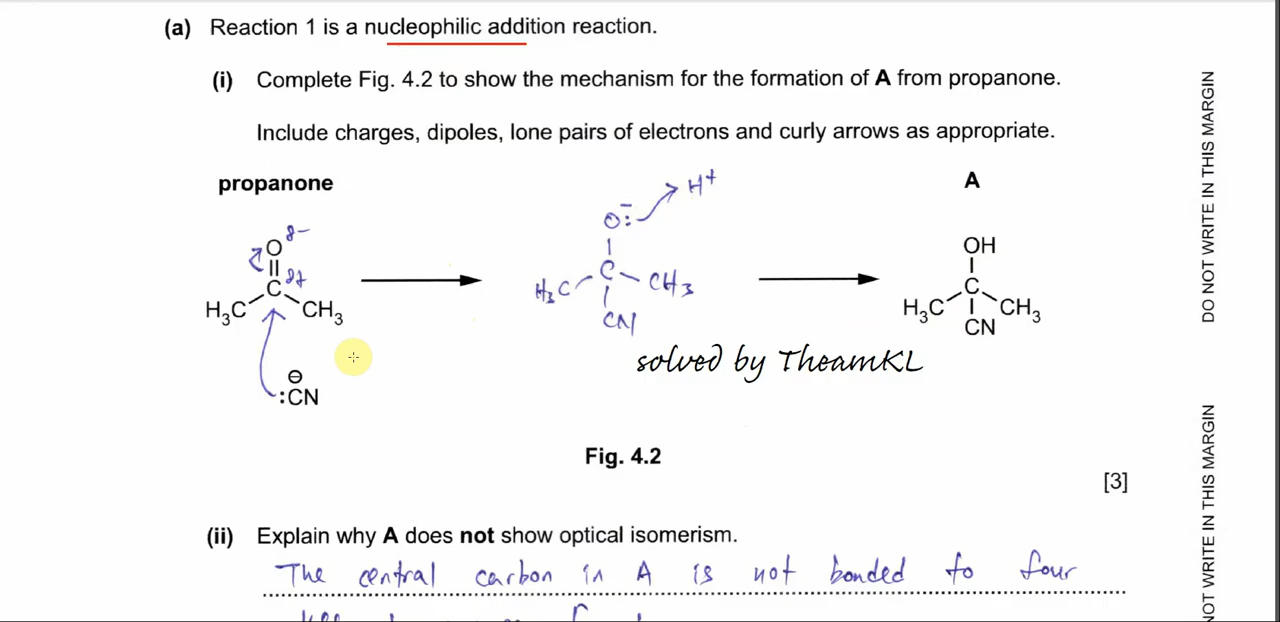 (a) Reaction 1 is a nucleophilic addition reaction.
(i) Complete Fig. 4.2 to show the mechanism for the formation of A from propanone.
Include charges, dipoles, lone pairs of electrons and curly arrows as appropriate.
propanone
A
O δ−
C δ+
H₃C CH₃
⊖
:CN
O:⁻ H⁺
C
H₃C CH₃
CN
OH
C
H₃C CH₃
CN
solved by TheamKL
Fig. 4.2
[3]
(ii) Explain why A does not show optical isomerism.
The central carbon in A is not bonded to four
DO NOT WRITE IN THIS MARGIN
OT WRITE IN THIS MARGIN